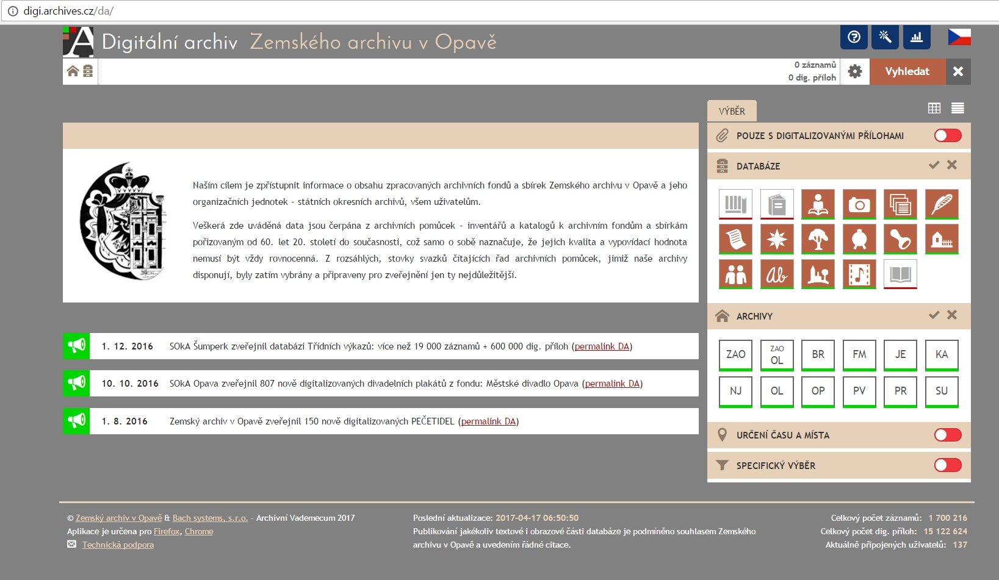 digi.archives.cz/da/
Digitální archiv Zemského archivu v Opavě
0 záznamů
0 dig. příloh
Vyhledat
VÝBĚR
POUZE S DIGITALIZOVANÝMI PŘÍLOHAMI
DATABÁZE
Naším cílem je zpřístupnit informace o obsahu zpracovaných archivních fondů a sbírek Zemského archivu v Opavě a jeho
organizačních jednotek - státních okresních archivů, všem uživatelům.
Veškerá zde uváděná data jsou čerpána z archivních pomůcek - inventářů a katalogů k archivním fondům a sbírkám
pořizovaným od 60. let 20. století do současnosti, což samo o sobě naznačuje, že jejich kvalita a vypovídací hodnota
nemusí být vždy rovnocenná. Z rozsáhlých, stovky svazků čítajících řad archivních pomůcek, jimiž naše archivy
disponují, byly zatím vybrány a připraveny pro zveřejnění jen ty nejdůležitější.
Ab
ARCHIVY
ZAO ZAO OL BR FM JE KA
NJ OL OP PV PR SU
URČENÍ ČASU A MÍSTA
SPECIFICKÝ VÝBĚR
1. 12. 2016 SOkA Šumperk zveřejnil databázi Třídních výkazů: více než 19 000 záznamů + 600 000 dig. příloh (permalink DA)
10. 10. 2016 SOkA Opava zveřejnil 807 nově digitalizovaných divadelních plakátů z fondu: Městské divadlo Opava (permalink DA)
1. 8. 2016 Zemský archiv v Opavě zveřejnil 150 nově digitalizovaných PEČETIDEL (permalink DA)
© Zemský archiv v Opavě & Bach systems, s.r.o. - Archivní Vademecum 2017
Aplikace je určena pro Firefox, Chrome
Technická podpora
Poslední aktualizace: 2017-04-17 06:50:50
Publikování jakékoliv textové i obrazové části databáze je podmíněno souhlasem Zemského
archivu v Opavě a uvedením řádné citace.
Celkový počet záznamů: 1 700 216
Celkový počet dig. příloh: 15 122 624
Aktuálně připojených uživatelů: 137